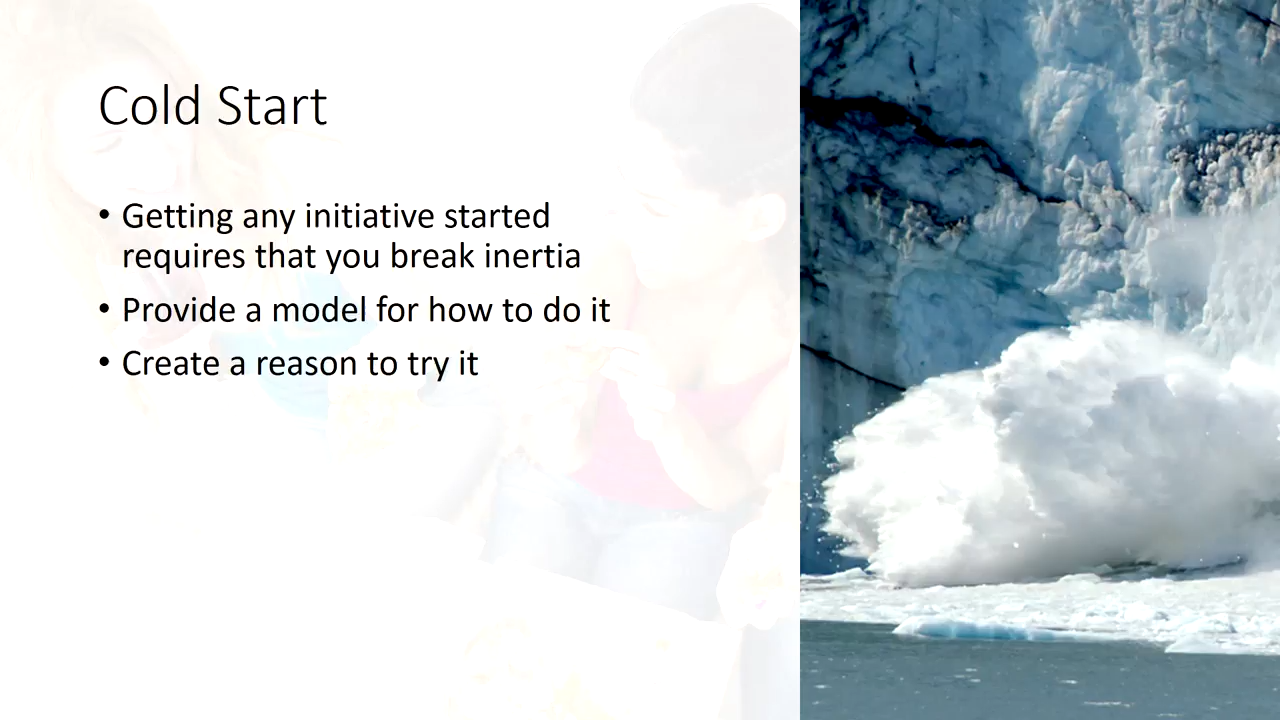 Cold Start
• Getting any initiative started
requires that you break inertia
• Provide a model for how to do it
• Create a reason to try it